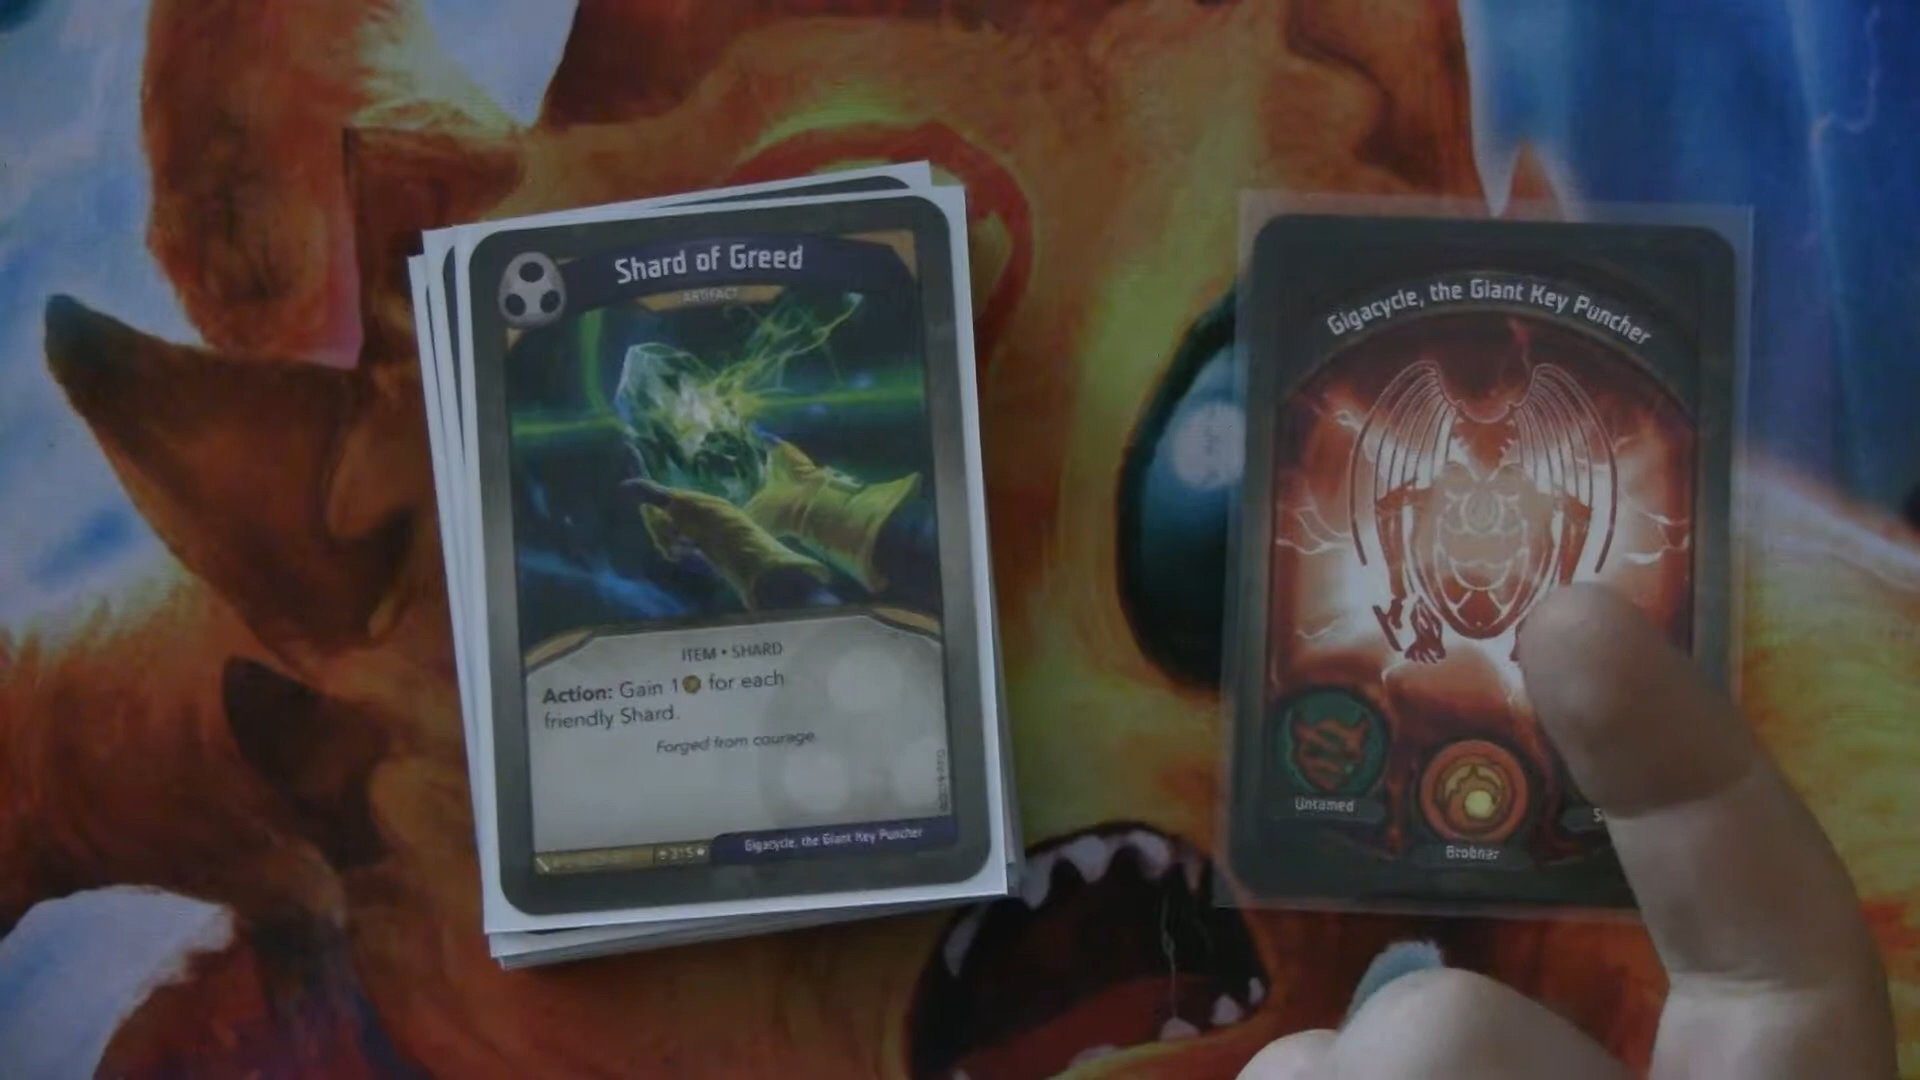 Shard of Greed
ARTIFACT
ITEM • SHARD
Action: Gain 1 for each
friendly Shard.
Forged from courage.
315
Gigacycle, the Giant Key Puncher
Gigacycle, the Giant Key Puncher
Untamed
Brobnar